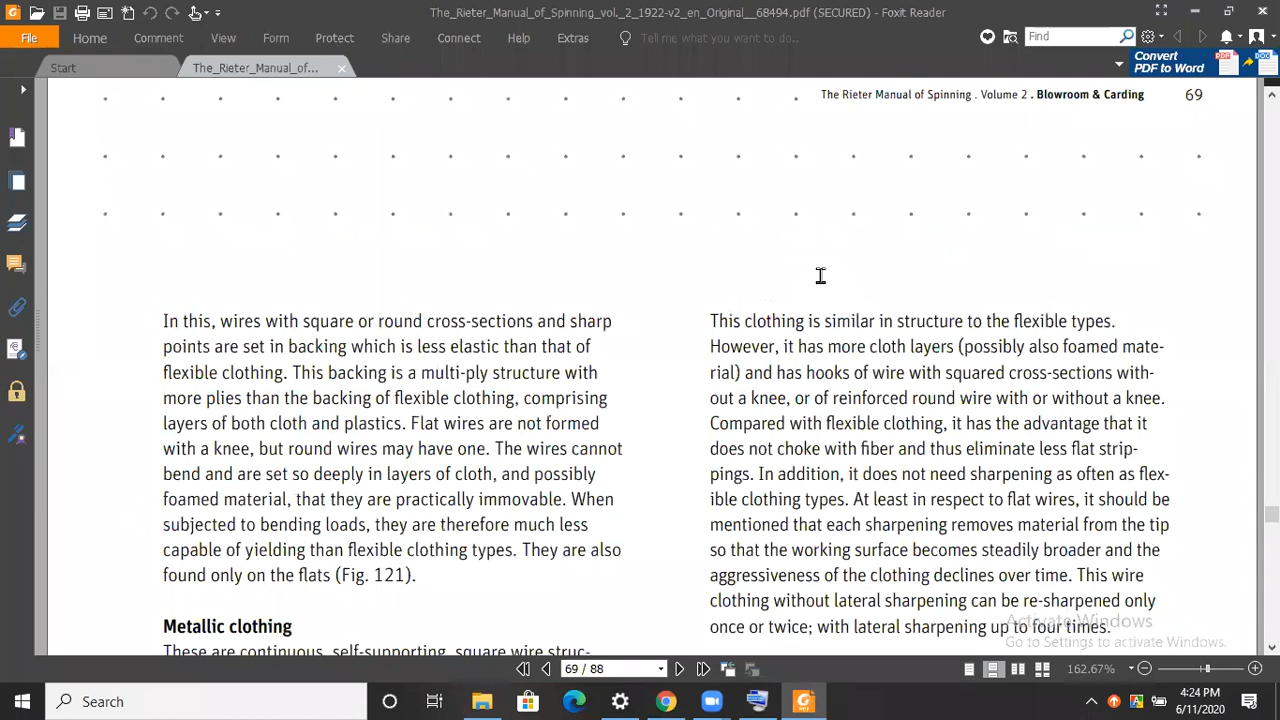 The_Rieter_Manual_of_Spinning_vol._2_1922-v2_en_Original__68494.pdf (SECURED) - Foxit Reader
File
Home
Comment
View
Form
Protect
Share
Connect
Help
Extras
Tell me what you want to do...
Find
Start
The_Rieter_Manual_of...
Convert
PDF to Word
The Rieter Manual of Spinning . Volume 2 . Blowroom & Carding 69
In this, wires with square or round cross-sections and sharp
points are set in backing which is less elastic than that of
flexible clothing. This backing is a multi-ply structure with
more plies than the backing of flexible clothing, comprising
layers of both cloth and plastics. Flat wires are not formed
with a knee, but round wires may have one. The wires cannot
bend and are set so deeply in layers of cloth, and possibly
foamed material, that they are practically immovable. When
subjected to bending loads, they are therefore much less
capable of yielding than flexible clothing types. They are also
found only on the flats (Fig. 121).
Metallic clothing
These are continuous, self-supporting, square wire struc-
This clothing is similar in structure to the flexible types.
However, it has more cloth layers (possibly also foamed mate-
rial) and has hooks of wire with squared cross-sections with-
out a knee, or of reinforced round wire with or without a knee.
Compared with flexible clothing, it has the advantage that it
does not choke with fiber and thus eliminate less flat strip-
pings. In addition, it does not need sharpening as often as flex-
ible clothing types. At least in respect to flat wires, it should be
mentioned that each sharpening removes material from the tip
so that the working surface becomes steadily broader and the
aggressiveness of the clothing declines over time. This wire
clothing without lateral sharpening can be re-sharpened only
once or twice; with lateral sharpening up to four times.
Activate Windows
Go to Settings to activate Windows.
69 / 88
162.67%
Search
4:24 PM
6/11/2020